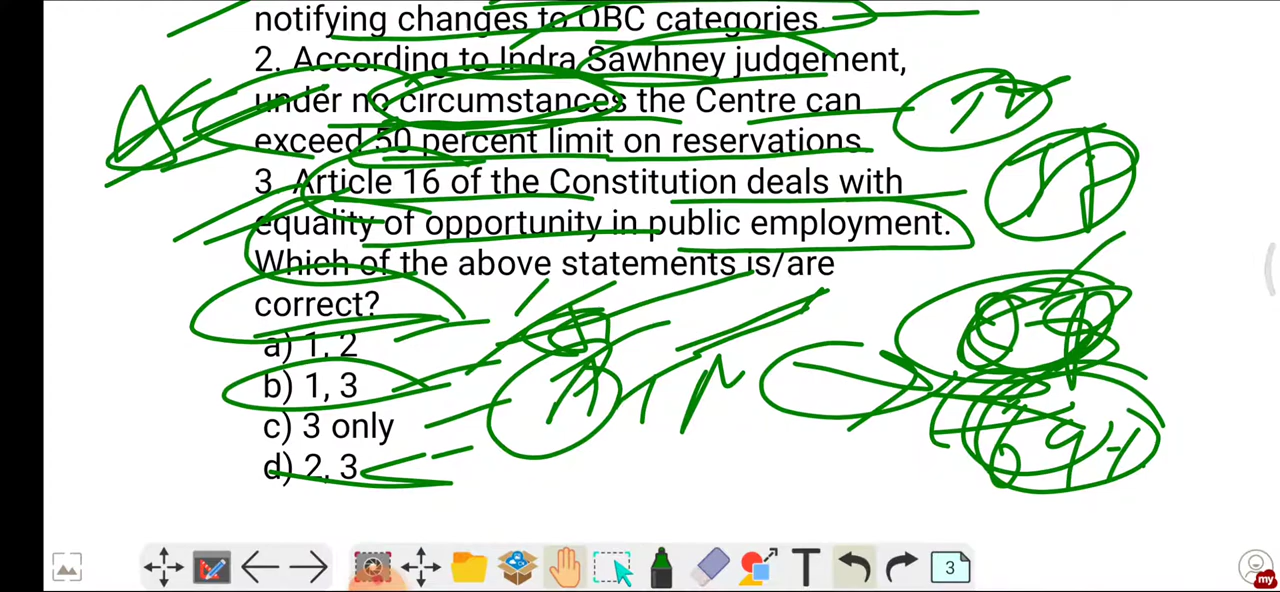 notifying changes to OBC categories.
2. According to Indra Sawhney judgement,
under no circumstances the Centre can
exceed 50 percent limit on reservations.
3. Article 16 of the Constitution deals with
equality of opportunity in public employment.
Which of the above statements is/are
correct?
a) 1, 2
b) 1, 3
c) 3 only
d) 2, 3
T
3
my